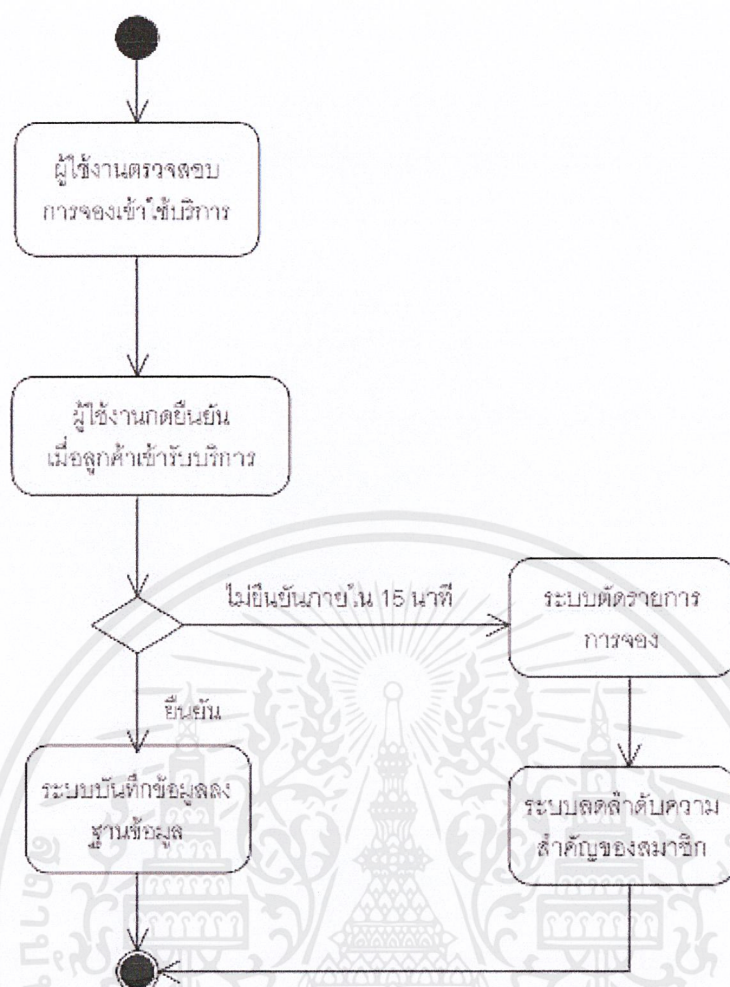 ผู้ใช้งานตรวจสอบ
การจองเข้าใช้บริการ
ผู้ใช้งานกดยืนยัน
เมื่อลูกค้าเข้ารับบริการ
ไม่ยืนยันภายใน 15 นาที
ระบบตัดรายการ
การจอง
ยืนยัน
ระบบบันทึกข้อมูลลง
ฐานข้อมูล
ระบบลดลำดับความ
สำคัญของสมาชิก